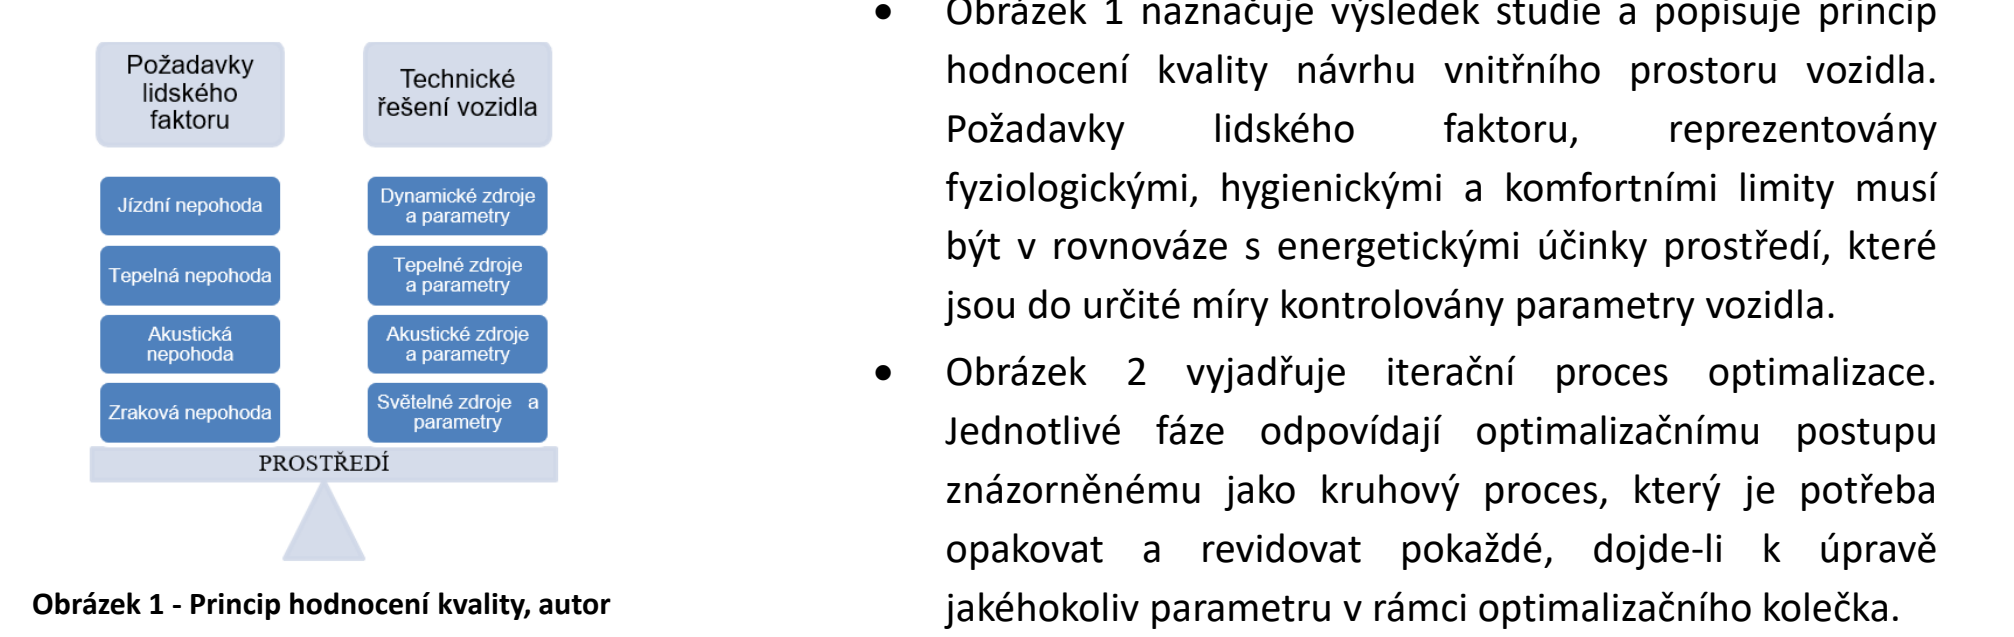 Požadavky
lidského
faktoru
Technické
řešení vozidla
Jízdní nepohoda
Dynamické zdroje
a parametry
Tepelná nepohoda
Tepelné zdroje
a parametry
Akustická
nepohoda
Akustické zdroje
a parametry
Zraková nepohoda
Světelné zdroje a
parametry
PROSTŘEDÍ
Obrázek 1 - Princip hodnocení kvality, autor
• Obrázek 1 naznačuje výsledek studie a popisuje princip
hodnocení kvality návrhu vnitřního prostoru vozidla.
Požadavky lidského faktoru, reprezentovány
fyziologickými, hygienickými a komfortními limity musí
být v rovnováze s energetickými účinky prostředí, které
jsou do určité míry kontrolovány parametry vozidla.
• Obrázek 2 vyjadřuje iterační proces optimalizace.
Jednotlivé fáze odpovídají optimalizačnímu postupu
znázorněnému jako kruhový proces, který je potřeba
opakovat a revidovat pokaždé, dojde-li k úpravě
jakéhokoliv parametru v rámci optimalizačního kolečka.